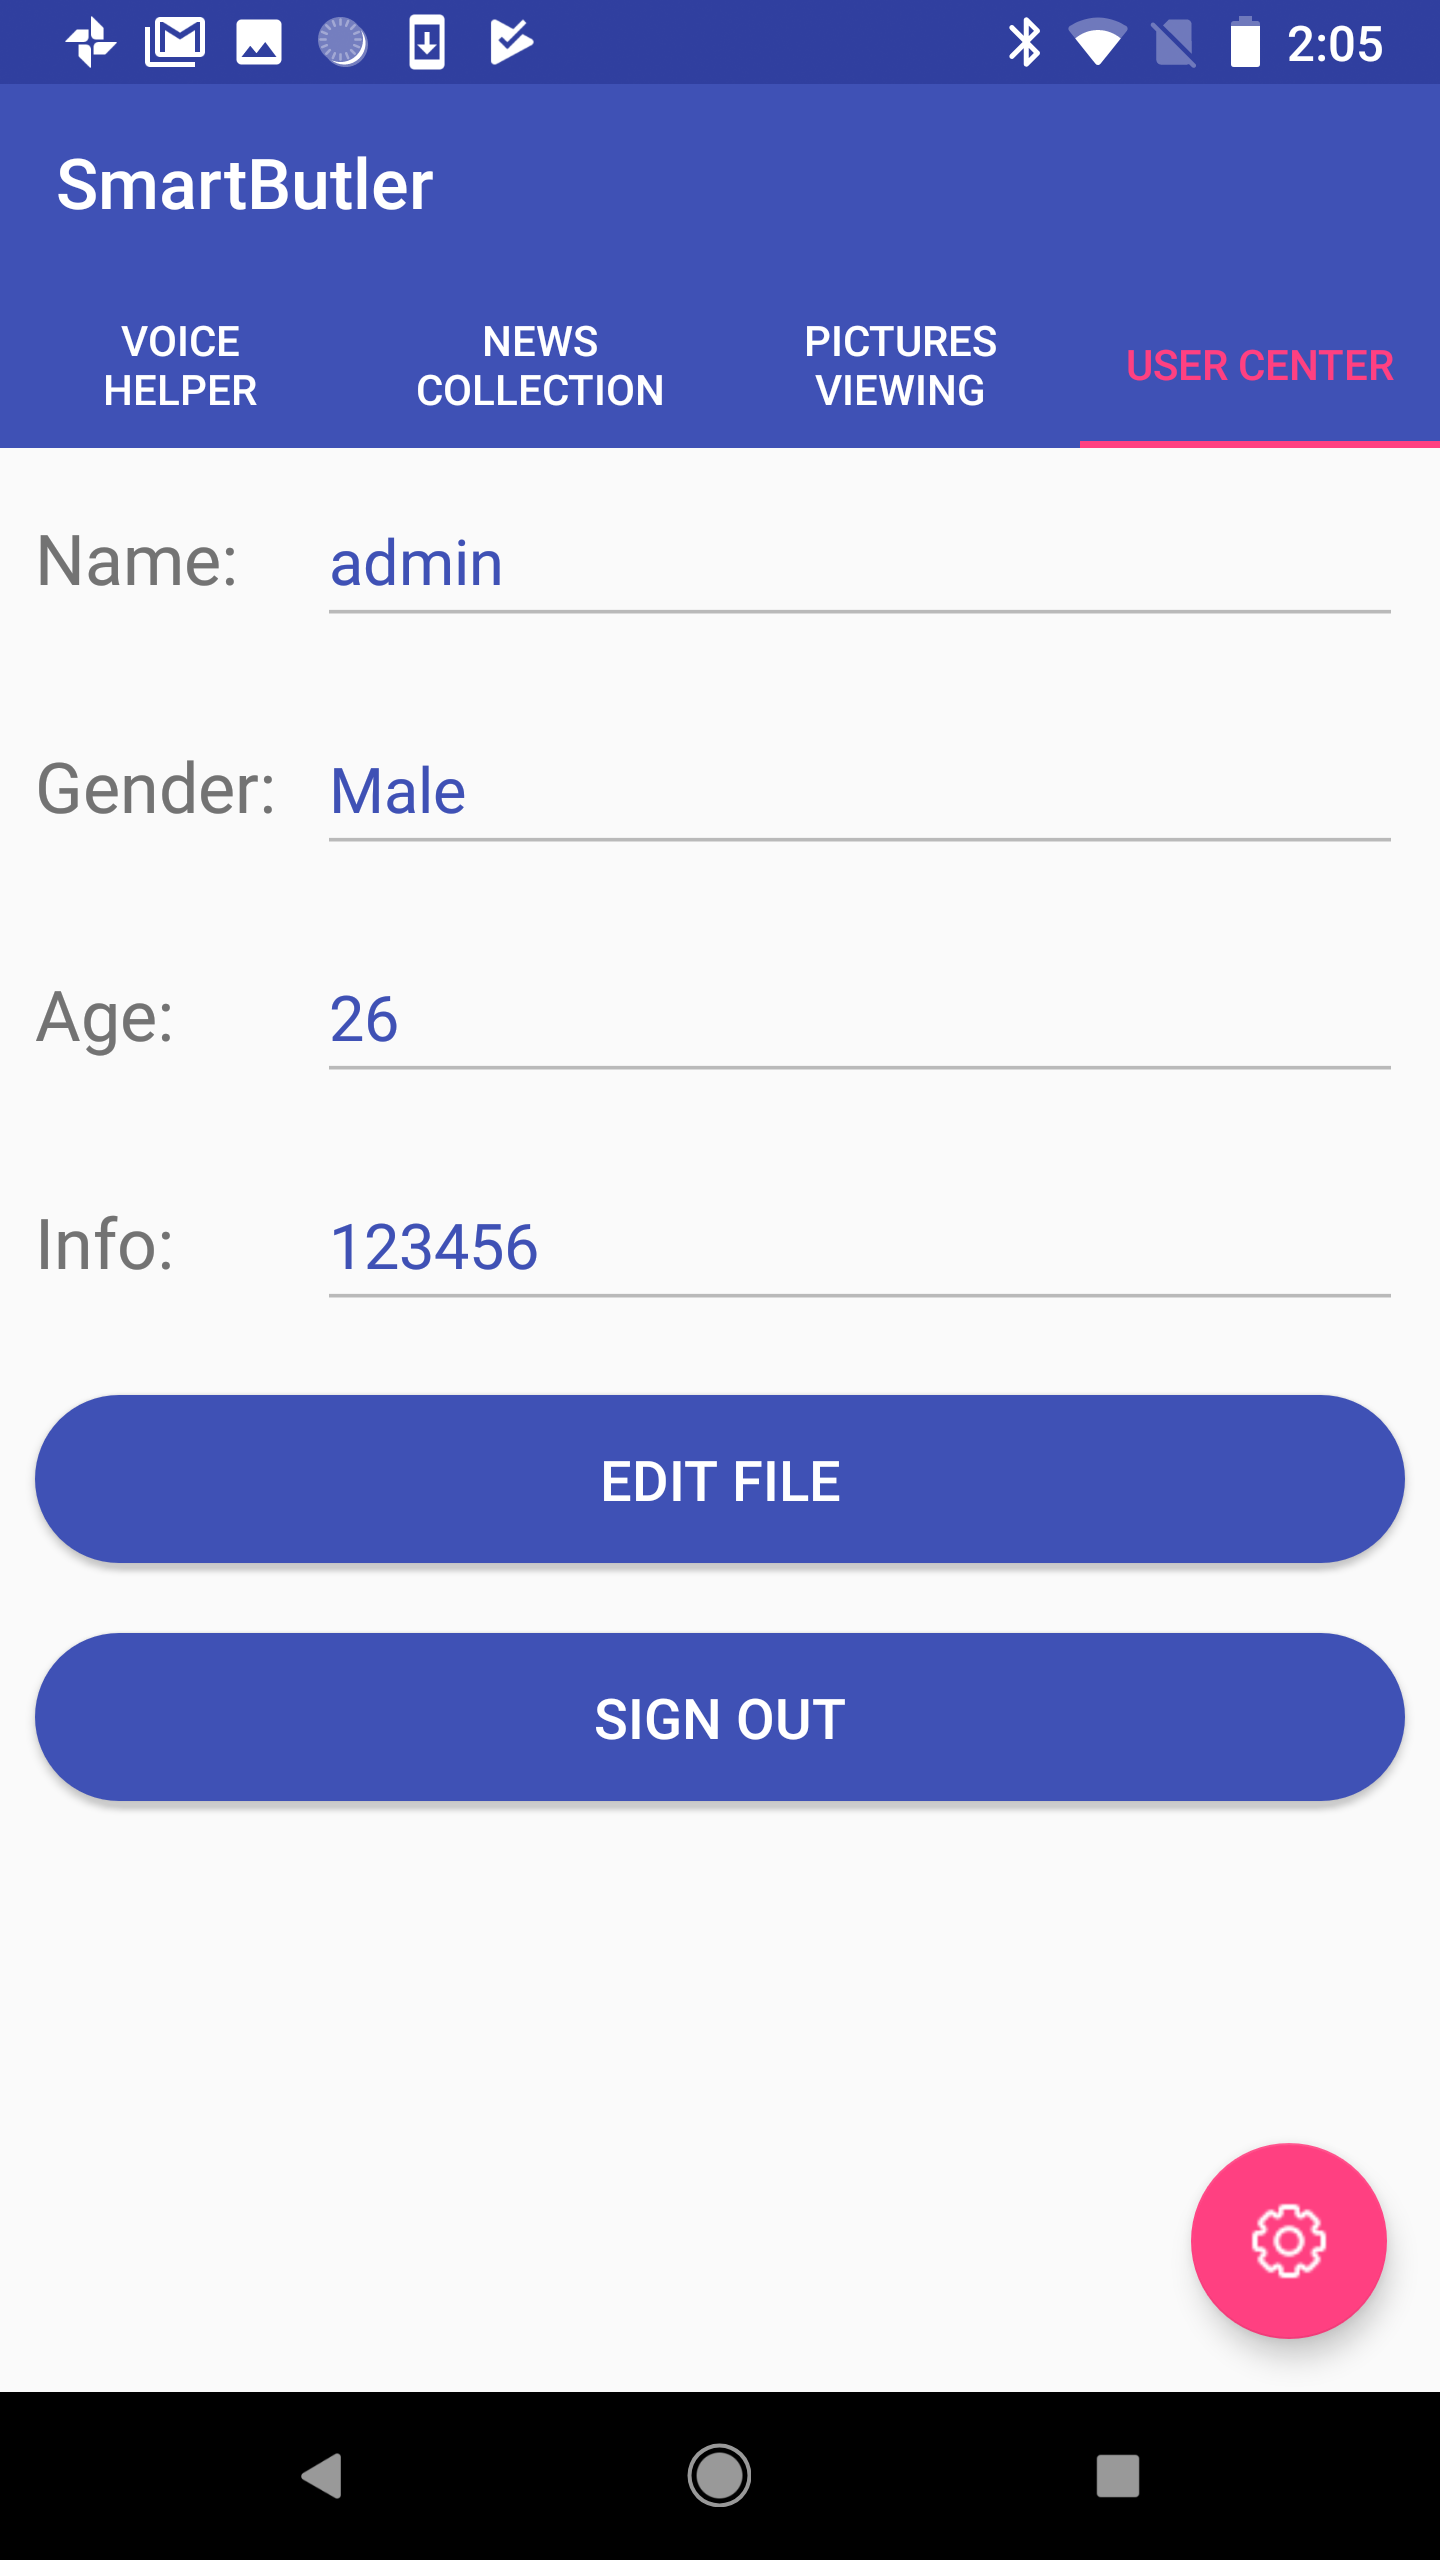 2:05
SmartButler
VOICE
HELPER
NEWS
COLLECTION
PICTURES
VIEWING
USER CENTER
Name: admin
Gender: Male
Age: 26
Info: 123456
EDIT FILE
SIGN OUT